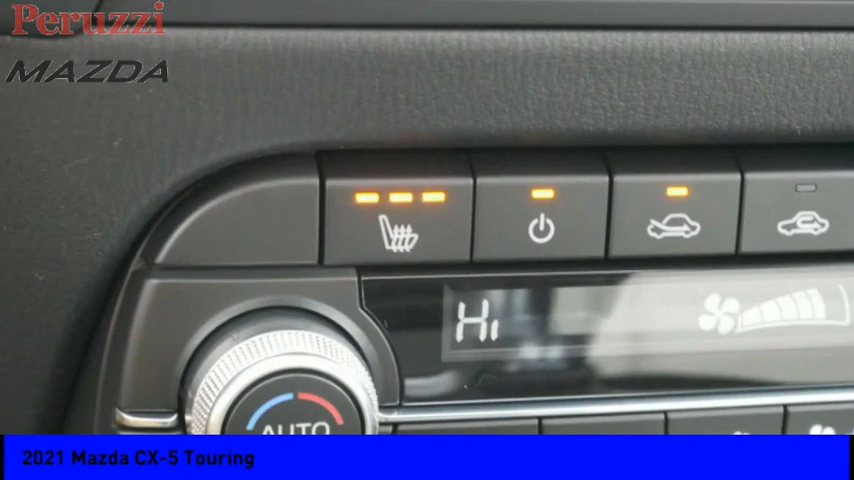 Peruzzi
MAZDA
Hi
AUTO
2021 Mazda CX-5 Touring